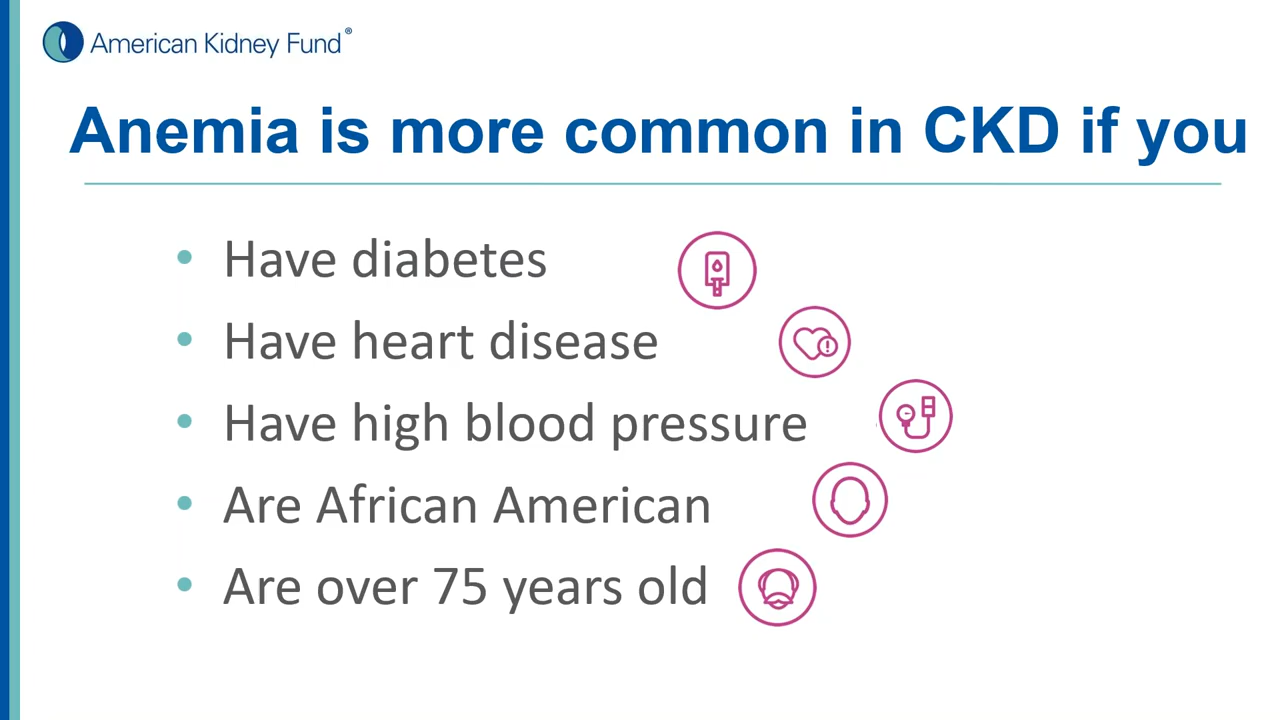 American Kidney Fund®
Anemia is more common in CKD if you
• Have diabetes
• Have heart disease
• Have high blood pressure
• Are African American
• Are over 75 years old